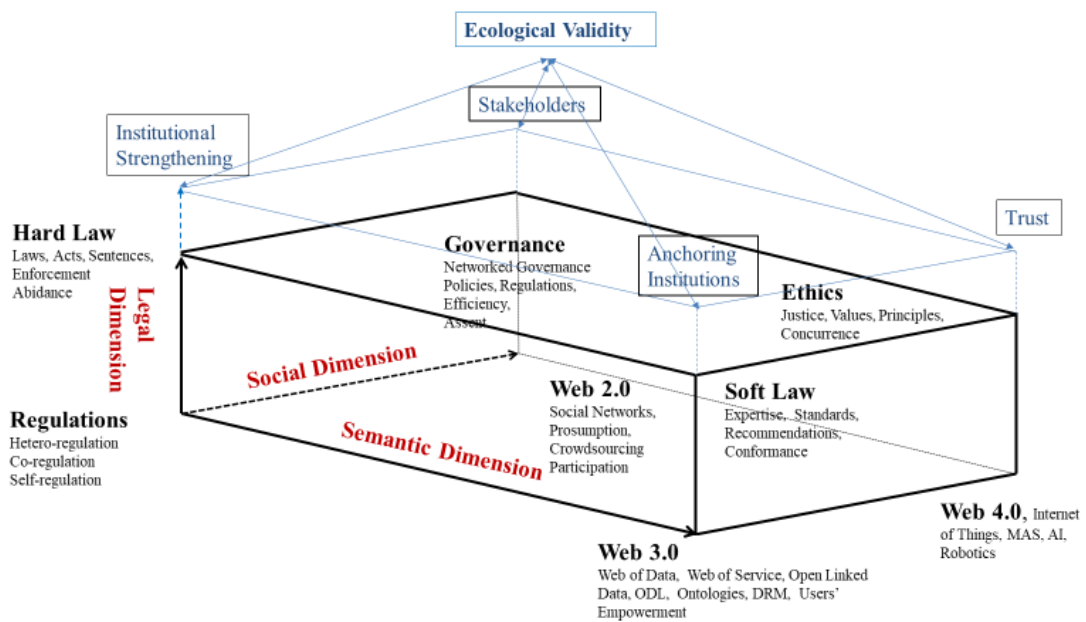 Ecological Validity
Stakeholders
Institutional
Strengthening
Trust
Hard Law
Laws, Acts, Sentences,
Enforcement
Abidance
Governance
Networked Governance
Policies, Regulations,
Efficiency,
Assent
Anchoring
Institutions
Ethics
Justice, Values, Principles,
Concurrence
Legal
Dimension
Social Dimension
Semantic Dimension
Regulations
Hetero-regulation
Co-regulation
Self-regulation
Web 2.0
Social Networks,
Prosumption,
Crowdsourcing
Participation
Soft Law
Expertise, Standards,
Recommendations,
Conformance
Web 3.0
Web of Data, Web of Service, Open Linked
Data, ODL, Ontologies, DRM, Users’
Empowerment
Web 4.0, Internet
of Things, MAS, AI,
Robotics